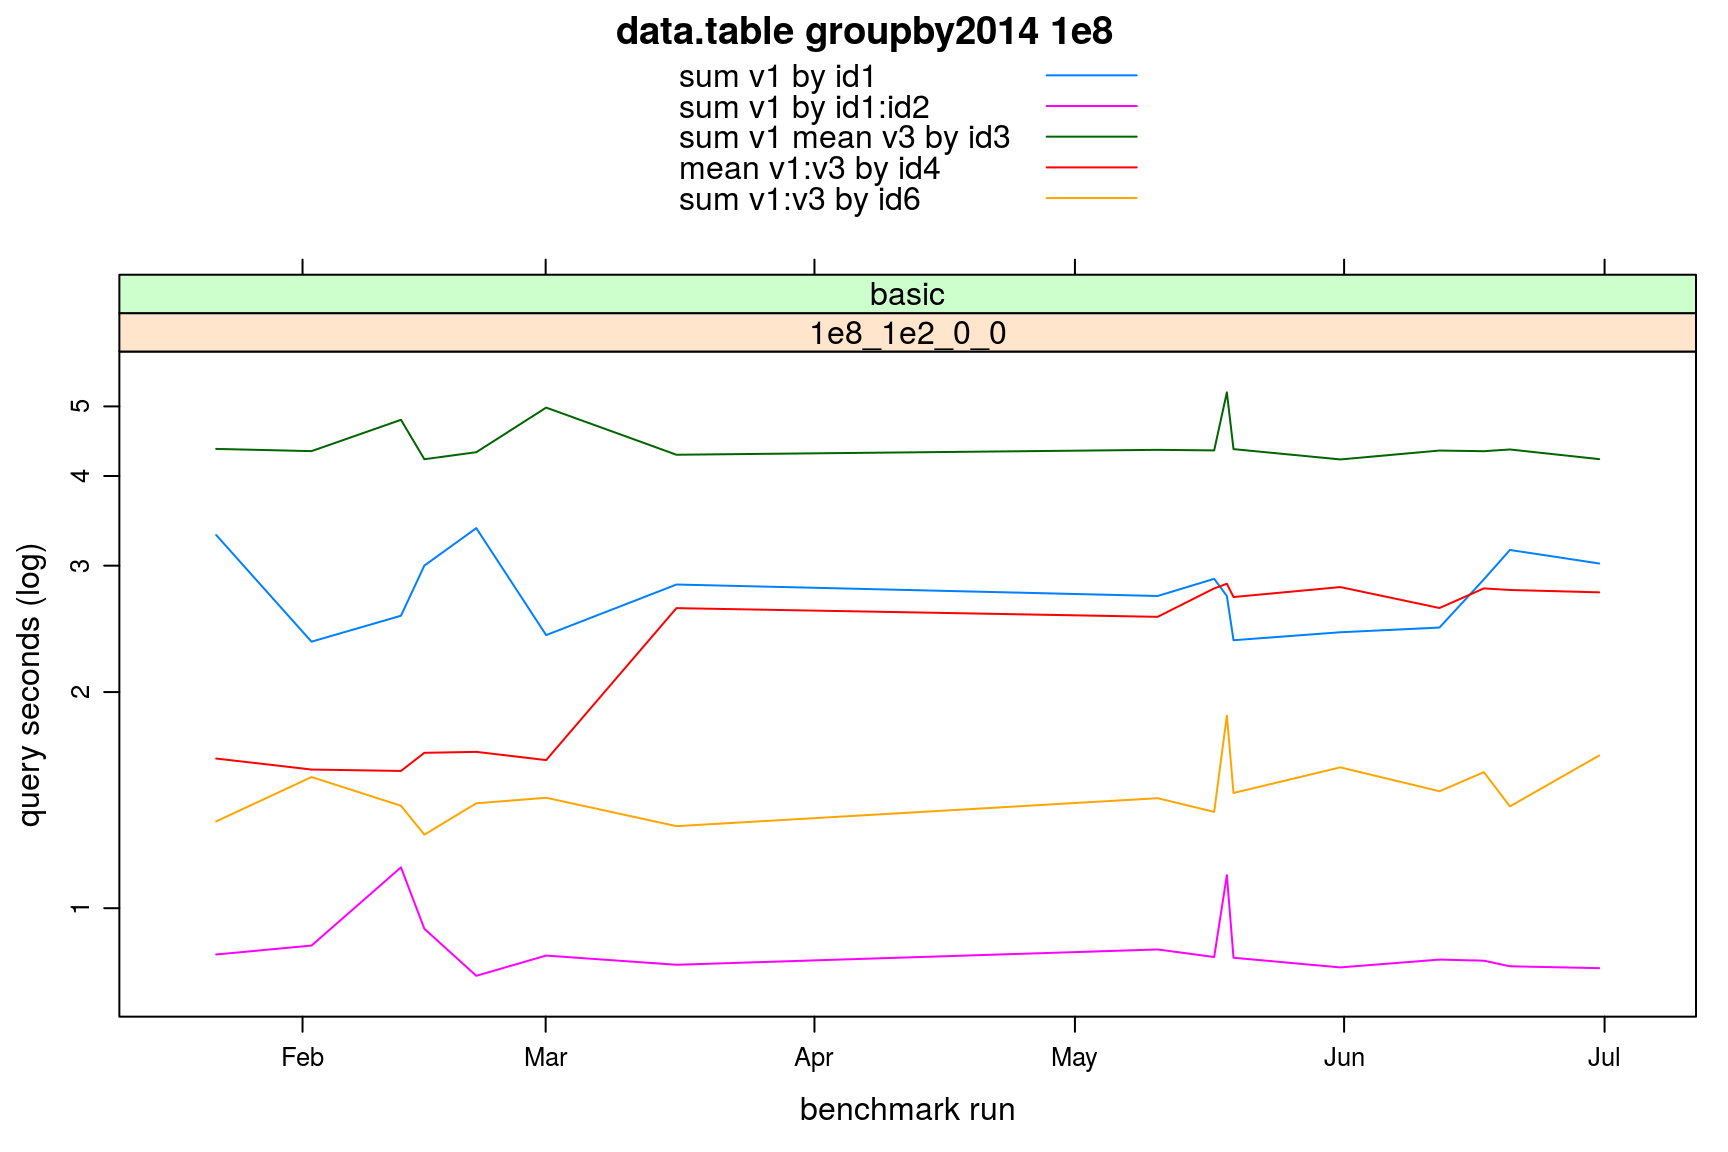 data.table groupby2014 1e8
sum v1 by id1
sum v1 by id1:id2
sum v1 mean v3 by id3
mean v1:v3 by id4
sum v1:v3 by id6
basic
1e8_1e2_0_0
query seconds (log)
5
4
3
2
1
Feb Mar Apr May Jun Jul
benchmark run